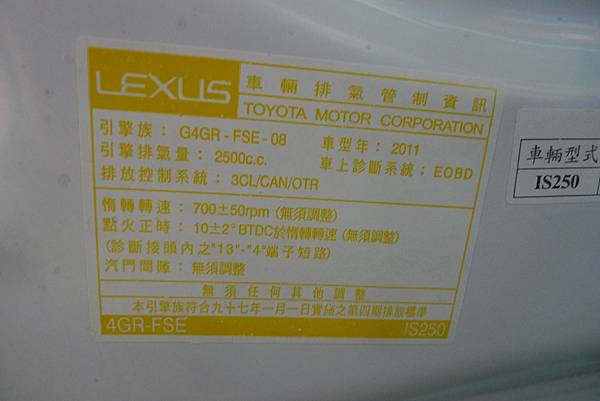 LEXUS 車輛排氣管制資訊
TOYOTA MOTOR CORPORATION
引擎族：G4GR-FSE-08 車型年：2011
引擎排氣量：2500c.c. 車上診斷系統：EOBD
排放控制系統：3CL/CAN/OTR
惰轉轉速：700±50rpm (無須調整)
點火正時：10±2°BTDC於惰轉轉速 (無須調整)
(診斷接頭內之"13"-"4"端子短路)
汽門間隙：無須調整
無須任何其他調整
本引擎族符合九十七年一月一日實施之第四期排放標準
4GR-FSE IS250
車輛型式
IS250